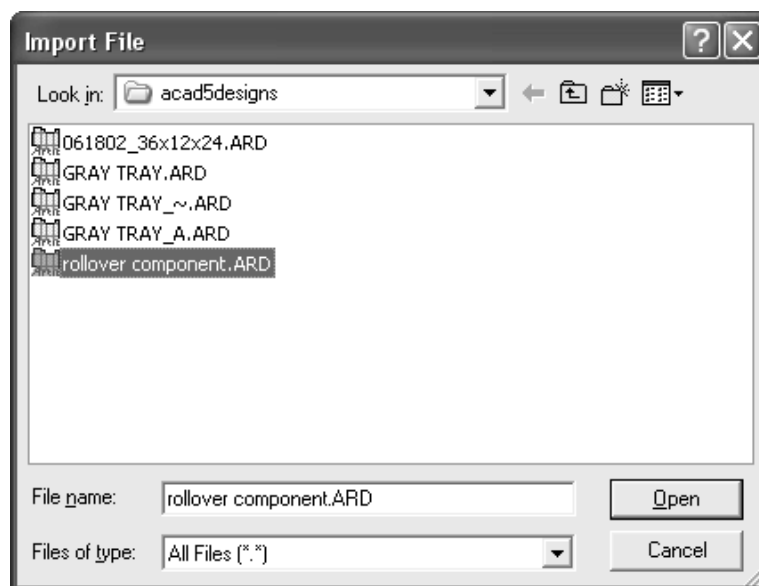 Import File
Look in: acad5designs
061802_36x12x24.ARD
GRAY TRAY.ARD
GRAY TRAY_~.ARD
GRAY TRAY_A.ARD
rollover component.ARD
File name: rollover component.ARD Open
Files of type: All Files (*.*) Cancel